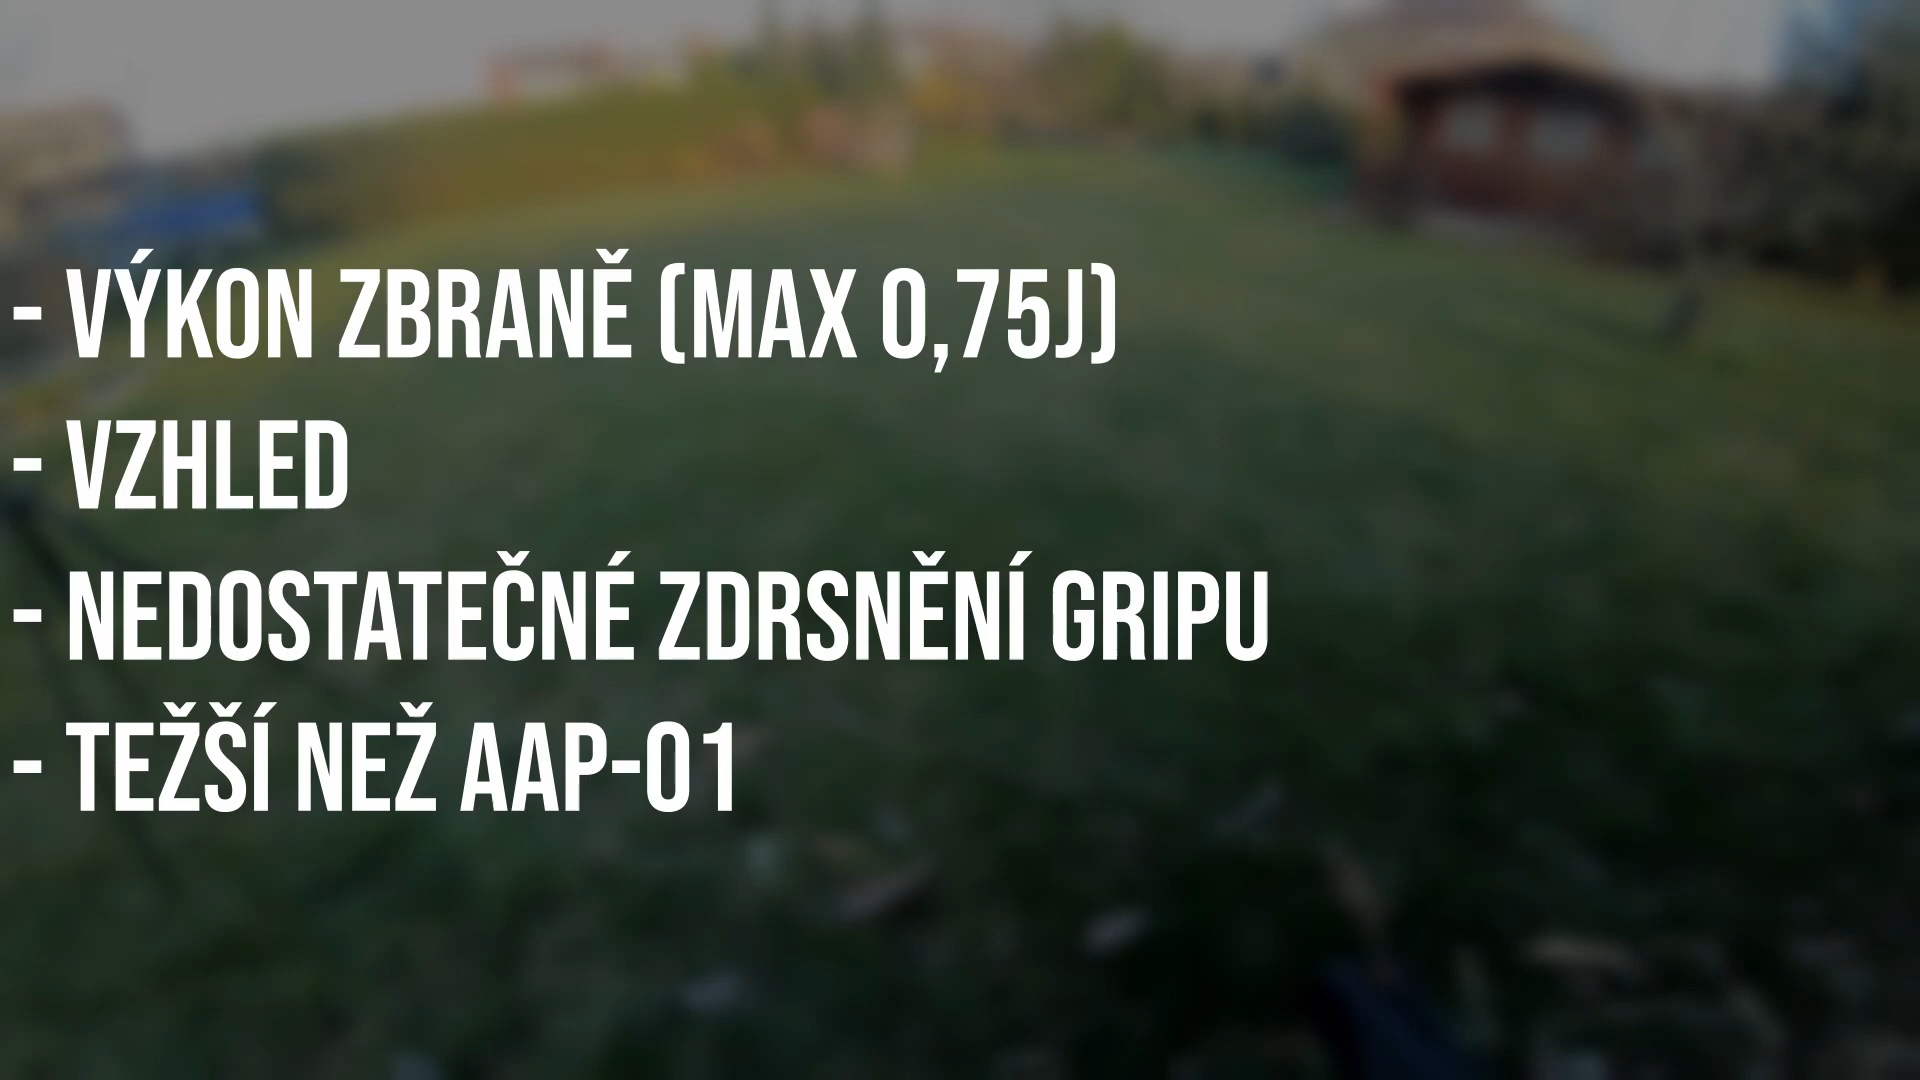 - VÝKON ZBRANĚ (MAX 0,75J)
- VZHLED
- NEDOSTATEČNÉ ZDRSNĚNÍ GRIPU
- TEŽŠÍ NEŽ AAP-01